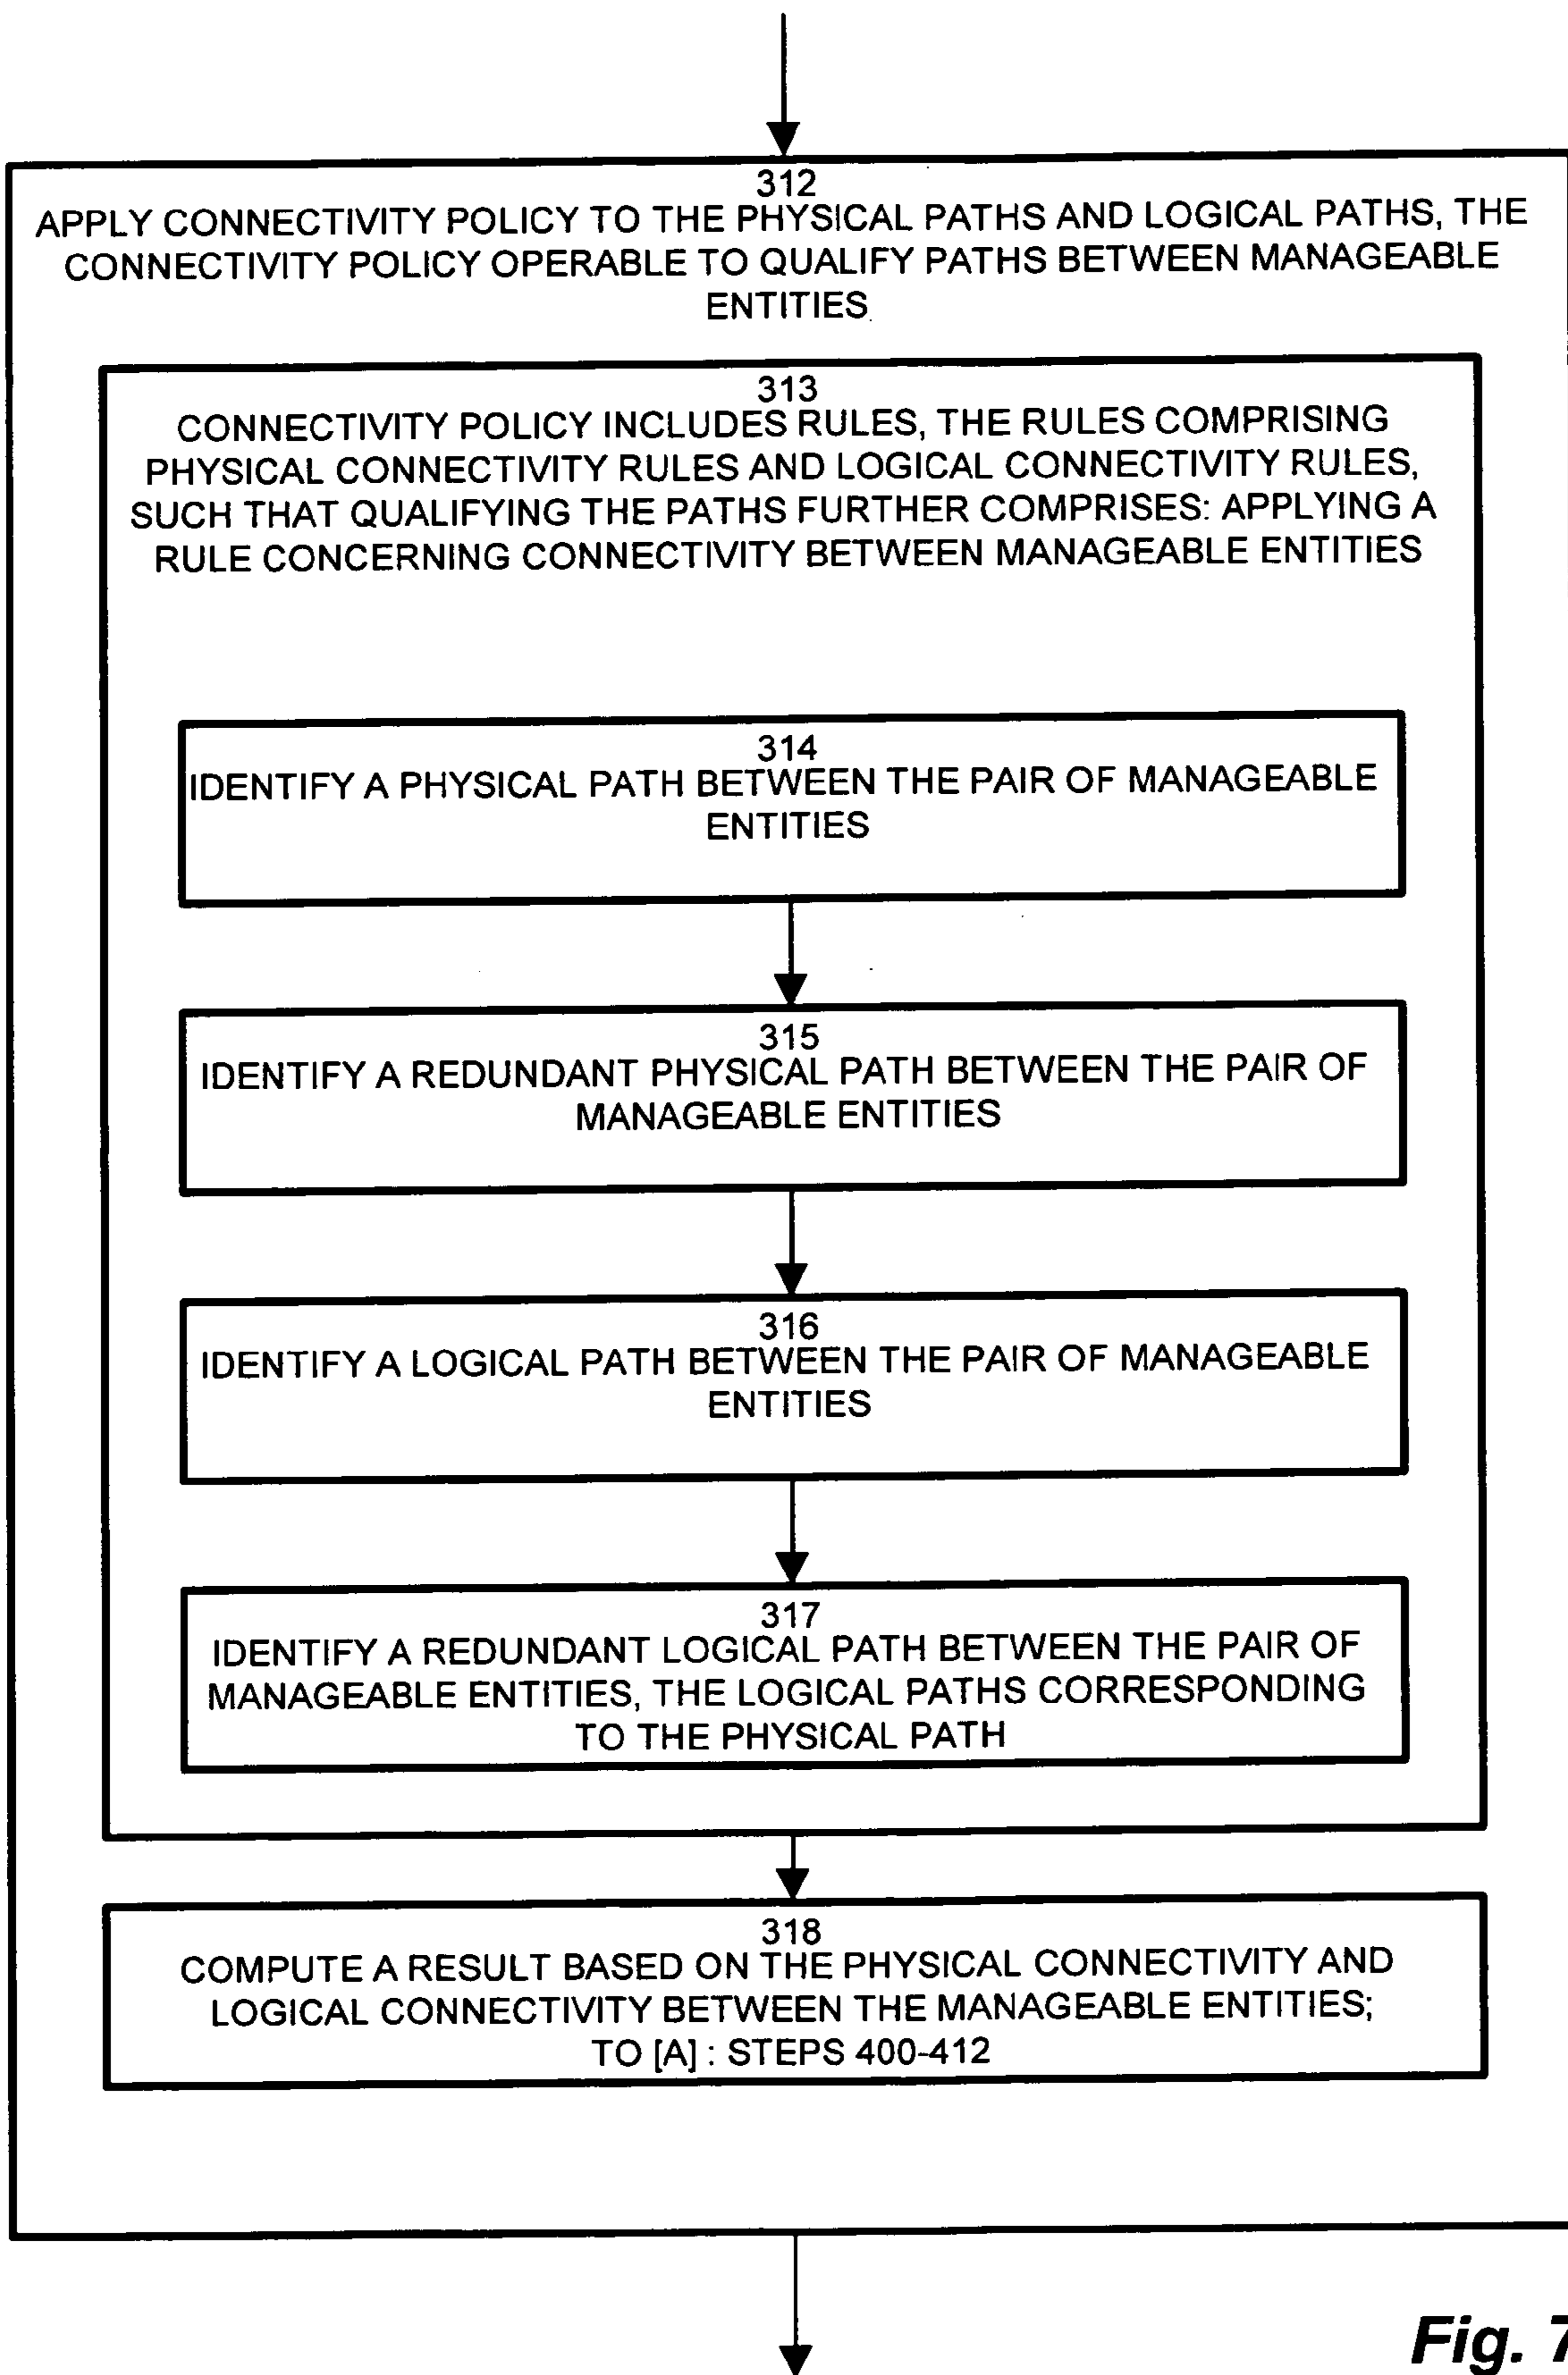 312
APPLY CONNECTIVITY POLICY TO THE PHYSICAL PATHS AND LOGICAL PATHS, THE
CONNECTIVITY POLICY OPERABLE TO QUALIFY PATHS BETWEEN MANAGEABLE
ENTITIES
313
CONNECTIVITY POLICY INCLUDES RULES, THE RULES COMPRISING
PHYSICAL CONNECTIVITY RULES AND LOGICAL CONNECTIVITY RULES,
SUCH THAT QUALIFYING THE PATHS FURTHER COMPRISES: APPLYING A
RULE CONCERNING CONNECTIVITY BETWEEN MANAGEABLE ENTITIES
314
IDENTIFY A PHYSICAL PATH BETWEEN THE PAIR OF MANAGEABLE
ENTITIES
315
IDENTIFY A REDUNDANT PHYSICAL PATH BETWEEN THE PAIR OF
MANAGEABLE ENTITIES
316
IDENTIFY A LOGICAL PATH BETWEEN THE PAIR OF MANAGEABLE
ENTITIES
317
IDENTIFY A REDUNDANT LOGICAL PATH BETWEEN THE PAIR OF
MANAGEABLE ENTITIES, THE LOGICAL PATHS CORRESPONDING
TO THE PHYSICAL PATH
318
COMPUTE A RESULT BASED ON THE PHYSICAL CONNECTIVITY AND
LOGICAL CONNECTIVITY BETWEEN THE MANAGEABLE ENTITIES;
TO [A] : STEPS 400-412
Fig. 7